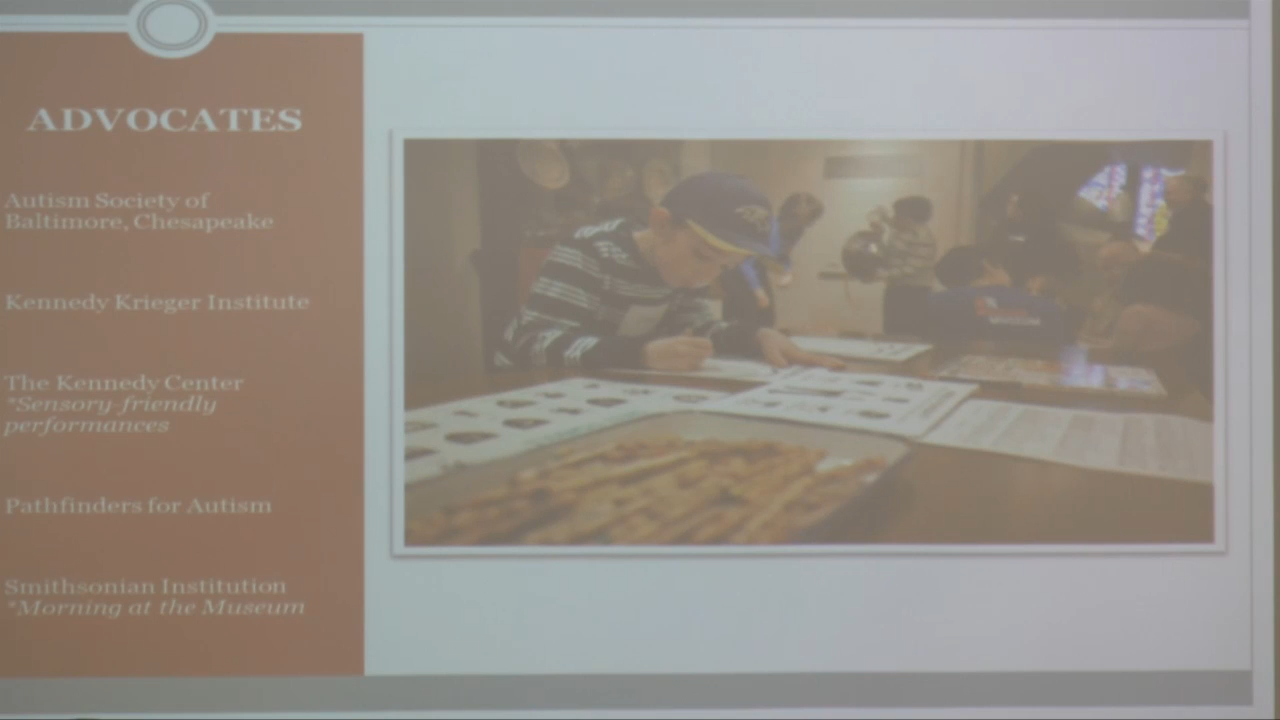 ADVOCATES
Autism Society of
Baltimore, Chesapeake
Kennedy Krieger Institute
The Kennedy Center
*Sensory-friendly
performances
Pathfinders for Autism
Smithsonian Institution
*Morning at the Museum